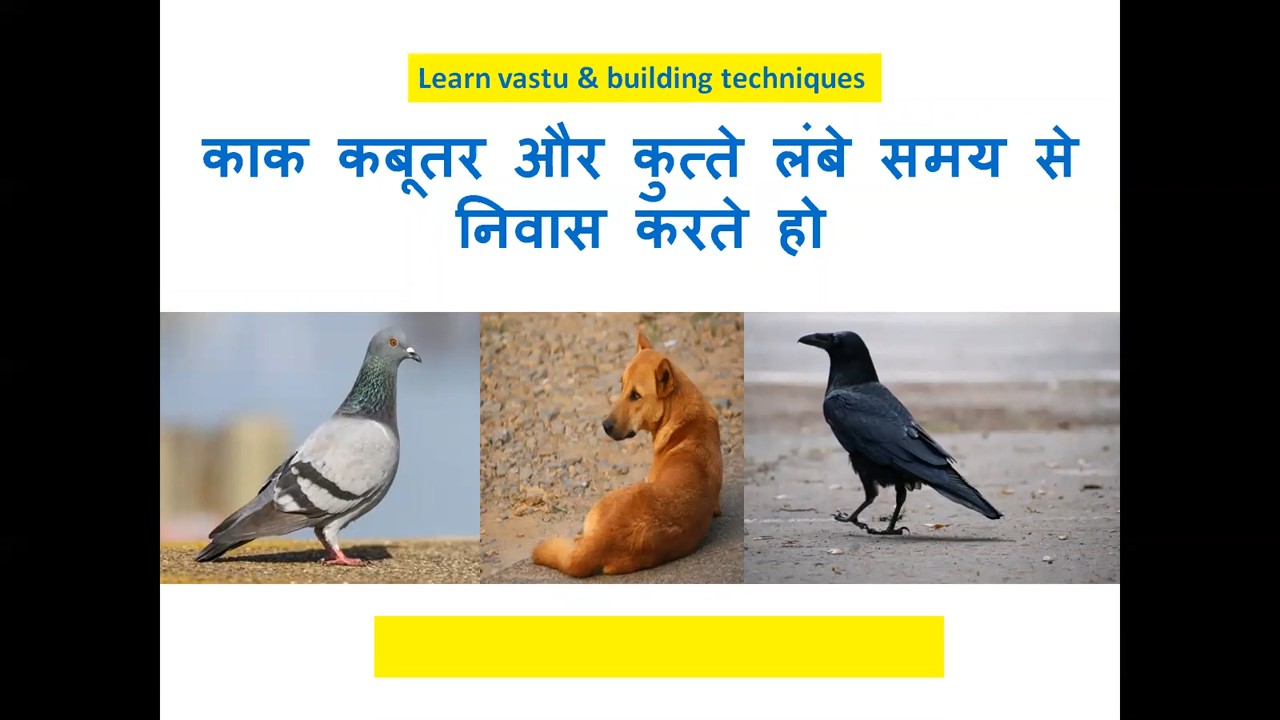 Learn vastu & building techniques
काक कबूतर और कुत्ते लंबे समय से
निवास करते हो